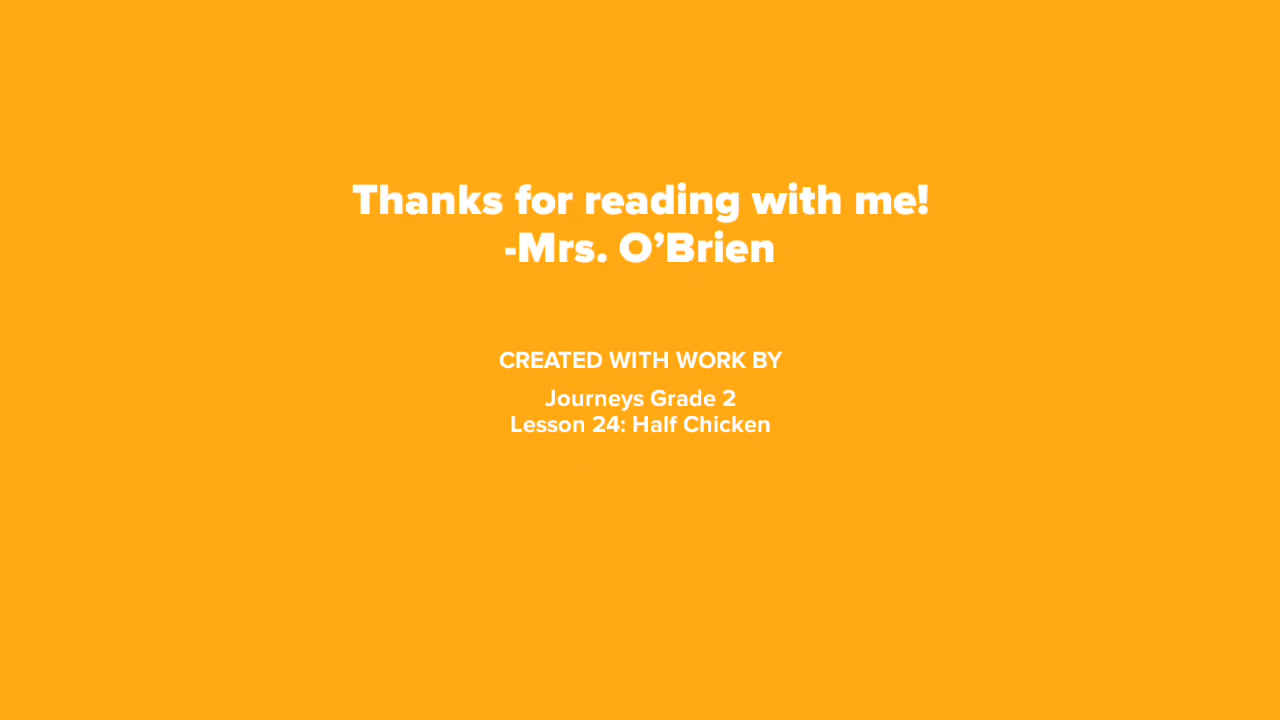 Thanks for reading with me!
-Mrs. O’Brien
CREATED WITH WORK BY
Journeys Grade 2
Lesson 24: Half Chicken